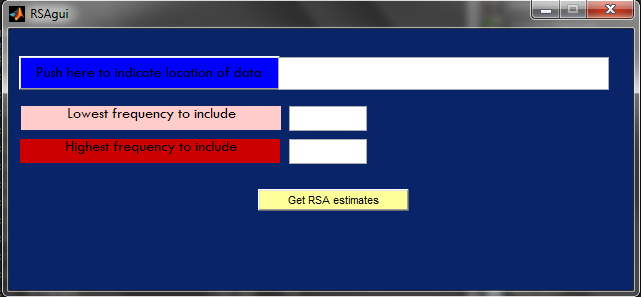 RSAgui
Push here to indicate location of data
Lowest frequency to include
Highest frequency to include
Get RSA estimates